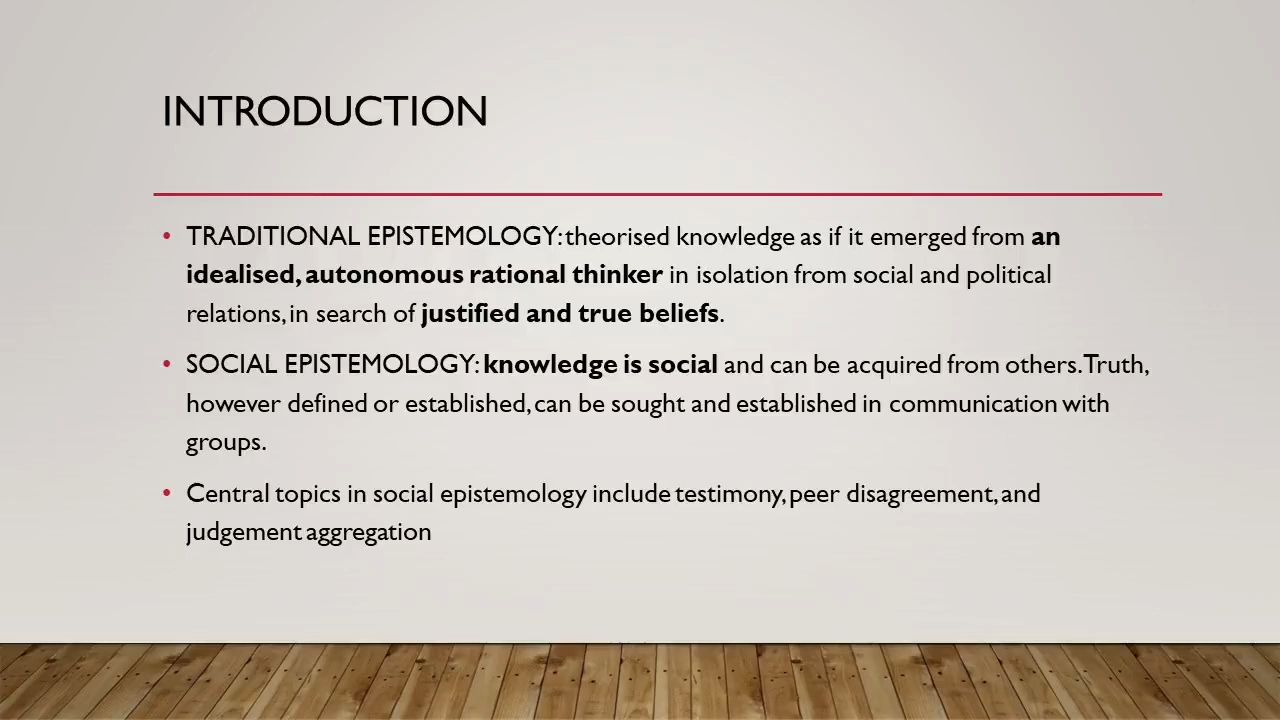 INTRODUCTION
• TRADITIONAL EPISTEMOLOGY: theorised knowledge as if it emerged from an
idealised, autonomous rational thinker in isolation from social and political
relations, in search of justified and true beliefs.
• SOCIAL EPISTEMOLOGY: knowledge is social and can be acquired from others. Truth,
however defined or established, can be sought and established in communication with
groups.
• Central topics in social epistemology include testimony, peer disagreement, and
judgement aggregation